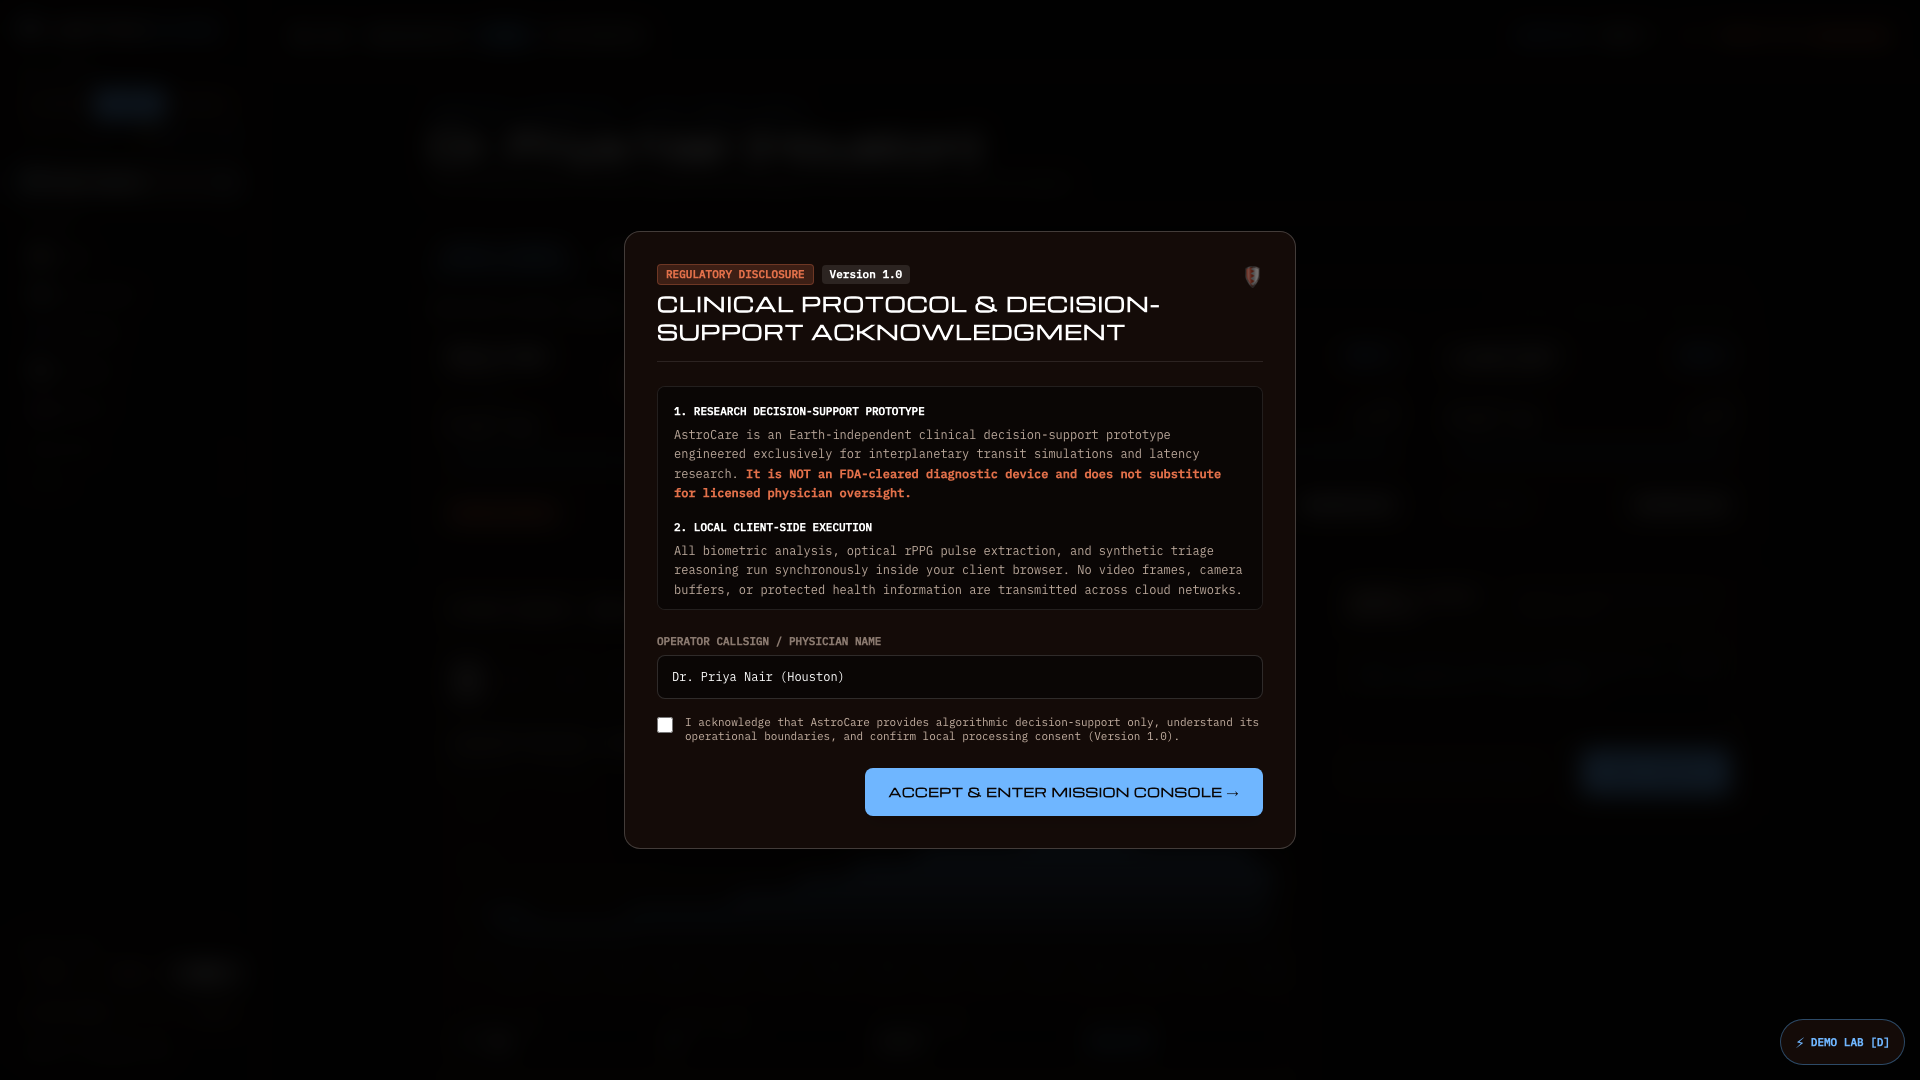 REGULATORY DISCLOSURE Version 1.0
CLINICAL PROTOCOL & DECISION-
SUPPORT ACKNOWLEDGMENT
1. RESEARCH DECISION-SUPPORT PROTOTYPE
AstroCare is an Earth-independent clinical decision-support prototype
engineered exclusively for interplanetary transit simulations and latency
research. It is NOT an FDA-cleared diagnostic device and does not substitute
for licensed physician oversight.
2. LOCAL CLIENT-SIDE EXECUTION
All biometric analysis, optical rPPG pulse extraction, and synthetic triage
reasoning run synchronously inside your client browser. No video frames, camera
buffers, or protected health information are transmitted across cloud networks.
OPERATOR CALLSIGN / PHYSICIAN NAME
Dr. Priya Nair (Houston)
I acknowledge that AstroCare provides algorithmic decision-support only, understand its
operational boundaries, and confirm local processing consent (Version 1.0).
ACCEPT & ENTER MISSION CONSOLE →
⚡ DEMO LAB [D]